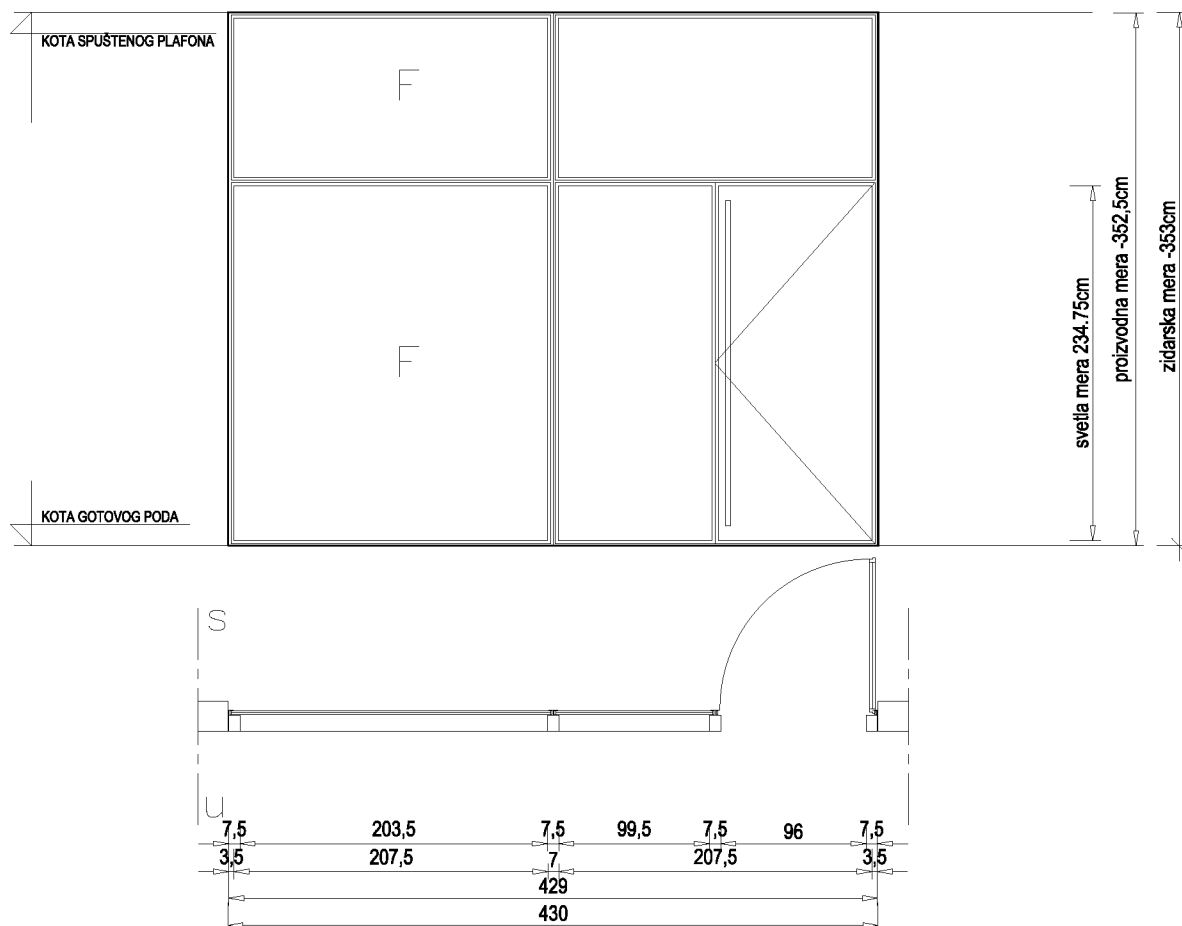 KOTA SPUŠTENOG PLAFONA
F
F
svetla mera 234.75cm
proizvodna mera -352,5cm
zidarska mera -353cm
KOTA GOTOVOG PODA
S
u
7,5 203,5 7,5 99,5 7,5 96 7,5
3,5 207,5 7 207,5 3,5
429
430